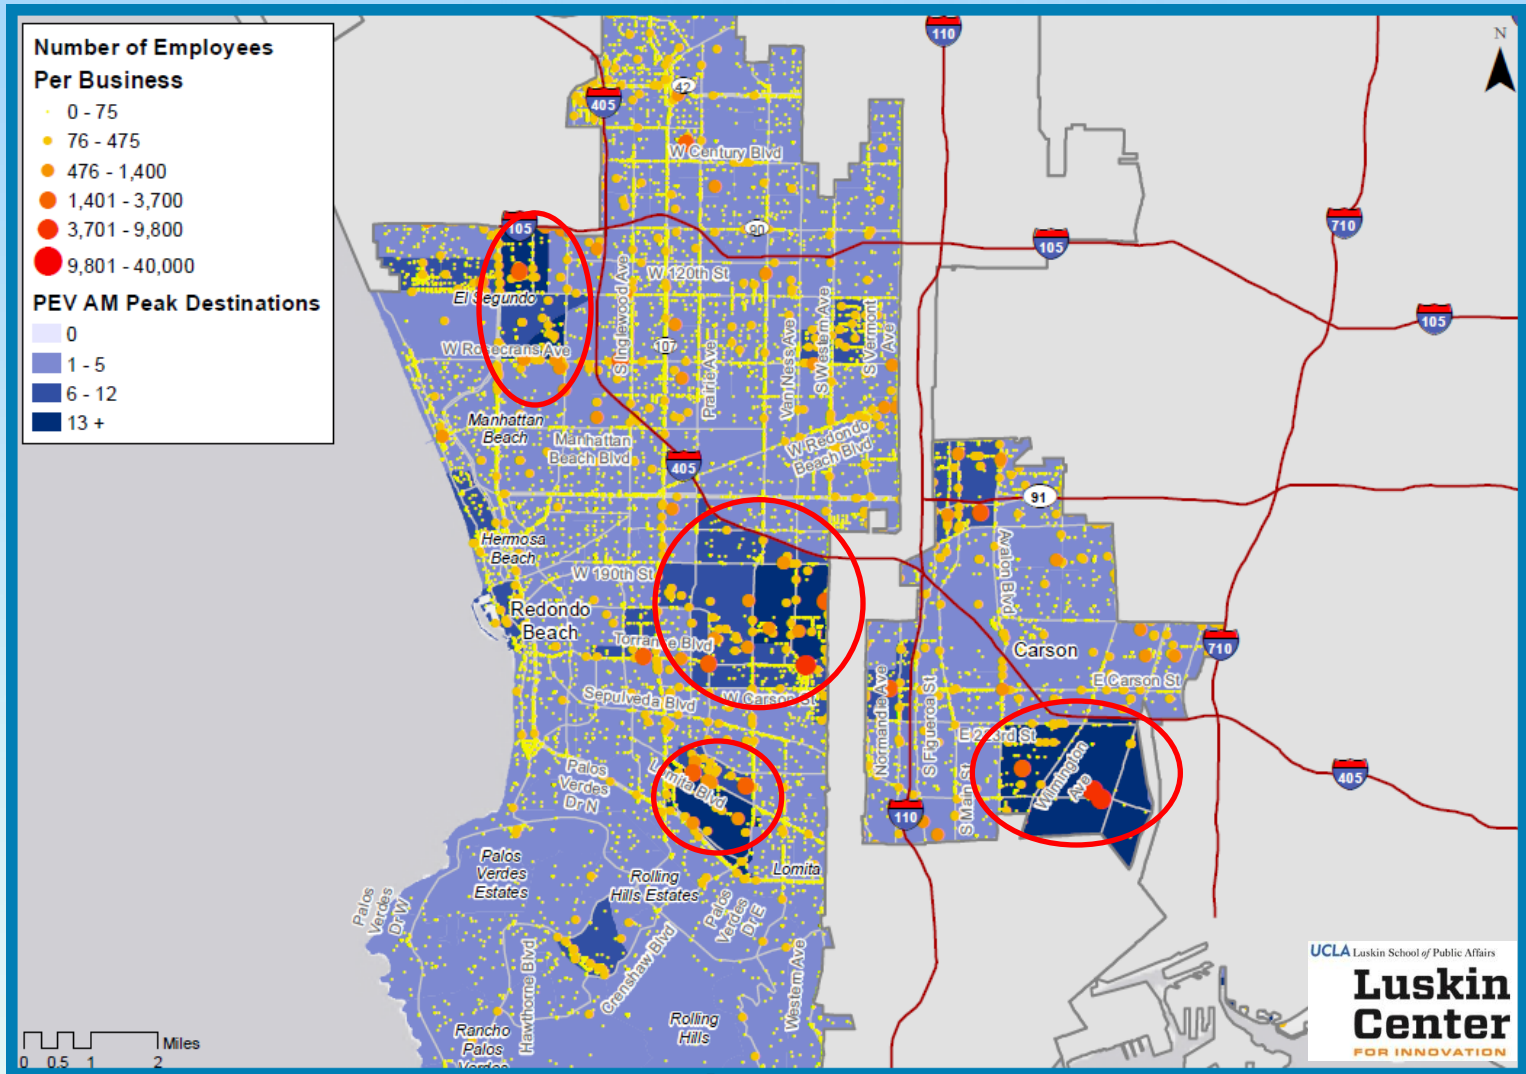 Number of Employees
Per Business
0 - 75
76 - 475
476 - 1,400
1,401 - 3,700
3,701 - 9,800
9,801 - 40,000
PEV AM Peak Destinations
0
1 - 5
6 - 12
13 +
N
110
42
405
W Century Blvd
105
90
105
710
W 120th St
S Inglewood Ave
El Segundo
105
107
W Rosecrans Ave
Prairie Ave
Van Ness Ave
S Western Ave
S Vermont
Ave
Manhattan
Beach
Manhattan
Beach Blvd
W Redondo
Beach Blvd
405
91
Hermosa
Beach
Avalon Blvd
W 190th St
Redondo
Beach
Torrance Blvd
Carson
710
E Carson St
Sepulveda Blvd
W Carson St
Normandie Ave
S Figueroa St
E 223rd St
S Main St
Wilmington
Ave
405
Palos
Verdes
Dr N
Lomita Blvd
110
Palos
Verdes
Estates
Rolling
Hills Estates
Lomita
Palos
Verdes
Dr W
Palos
Verdes
Dr E
Hawthorne Blvd
Crenshaw Blvd
Western Ave
Rancho
Palos
Verdes
Rolling
Hills
0 0.5 1 2 Miles
UCLA Luskin School of Public Affairs
Luskin
Center
FOR INNOVATION